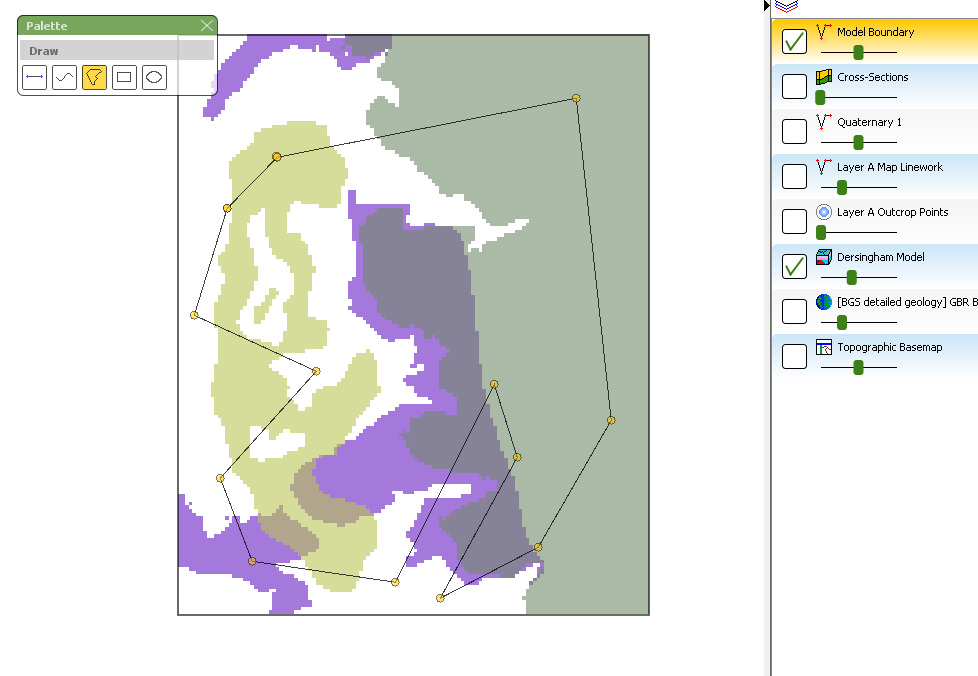 Palette
Draw
Model Boundary
Cross-Sections
Quaternary 1
Layer A Map Linework
Layer A Outcrop Points
Dersingham Model
[BGS detailed geology] GBR B
Topographic Basemap